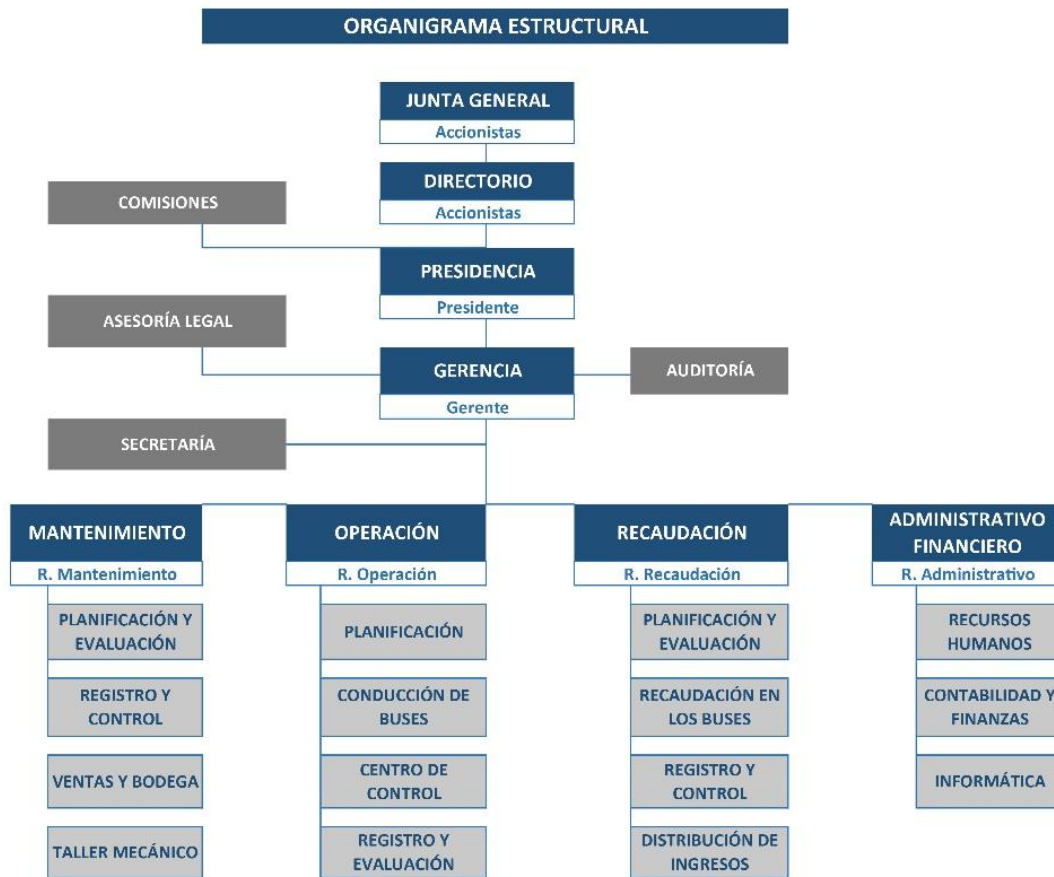 ORGANIGRAMA ESTRUCTURAL
JUNTA GENERAL
Accionistas
DIRECTORIO
Accionistas
COMISIONES
PRESIDENCIA
Presidente
ASESORÍA LEGAL
GERENCIA
Gerente
AUDITORÍA
SECRETARÍA
MANTENIMIENTO
R. Mantenimiento
PLANIFICACIÓN Y
EVALUACIÓN
REGISTRO Y
CONTROL
VENTAS Y BODEGA
TALLER MECÁNICO
OPERACIÓN
R. Operación
PLANIFICACIÓN
CONDUCCIÓN DE
BUSES
CENTRO DE
CONTROL
REGISTRO Y
EVALUACIÓN
RECAUDACIÓN
R. Recaudación
PLANIFICACIÓN Y
EVALUACIÓN
RECAUDACIÓN EN
LOS BUSES
REGISTRO Y
CONTROL
DISTRIBUCIÓN DE
INGRESOS
ADMINISTRATIVO
FINANCIERO
R. Administrativo
RECURSOS
HUMANOS
CONTABILIDAD Y
FINANZAS
INFORMÁTICA